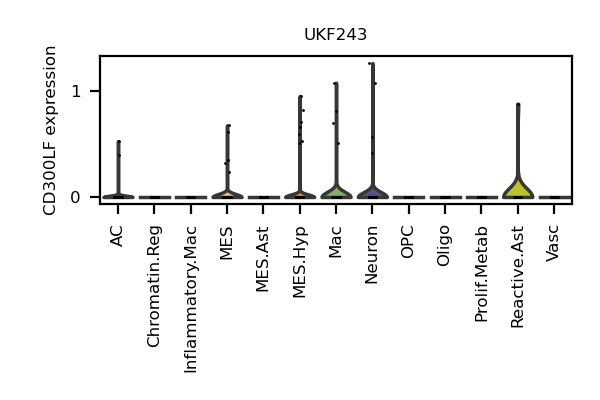 UKF243
CD300LF expression
1
0
AC
Chromatin.Reg
Inflammatory.Mac
MES
MES.Ast
MES.Hyp
Mac
Neuron
OPC
Oligo
Prolif.Metab
Reactive.Ast
Vasc